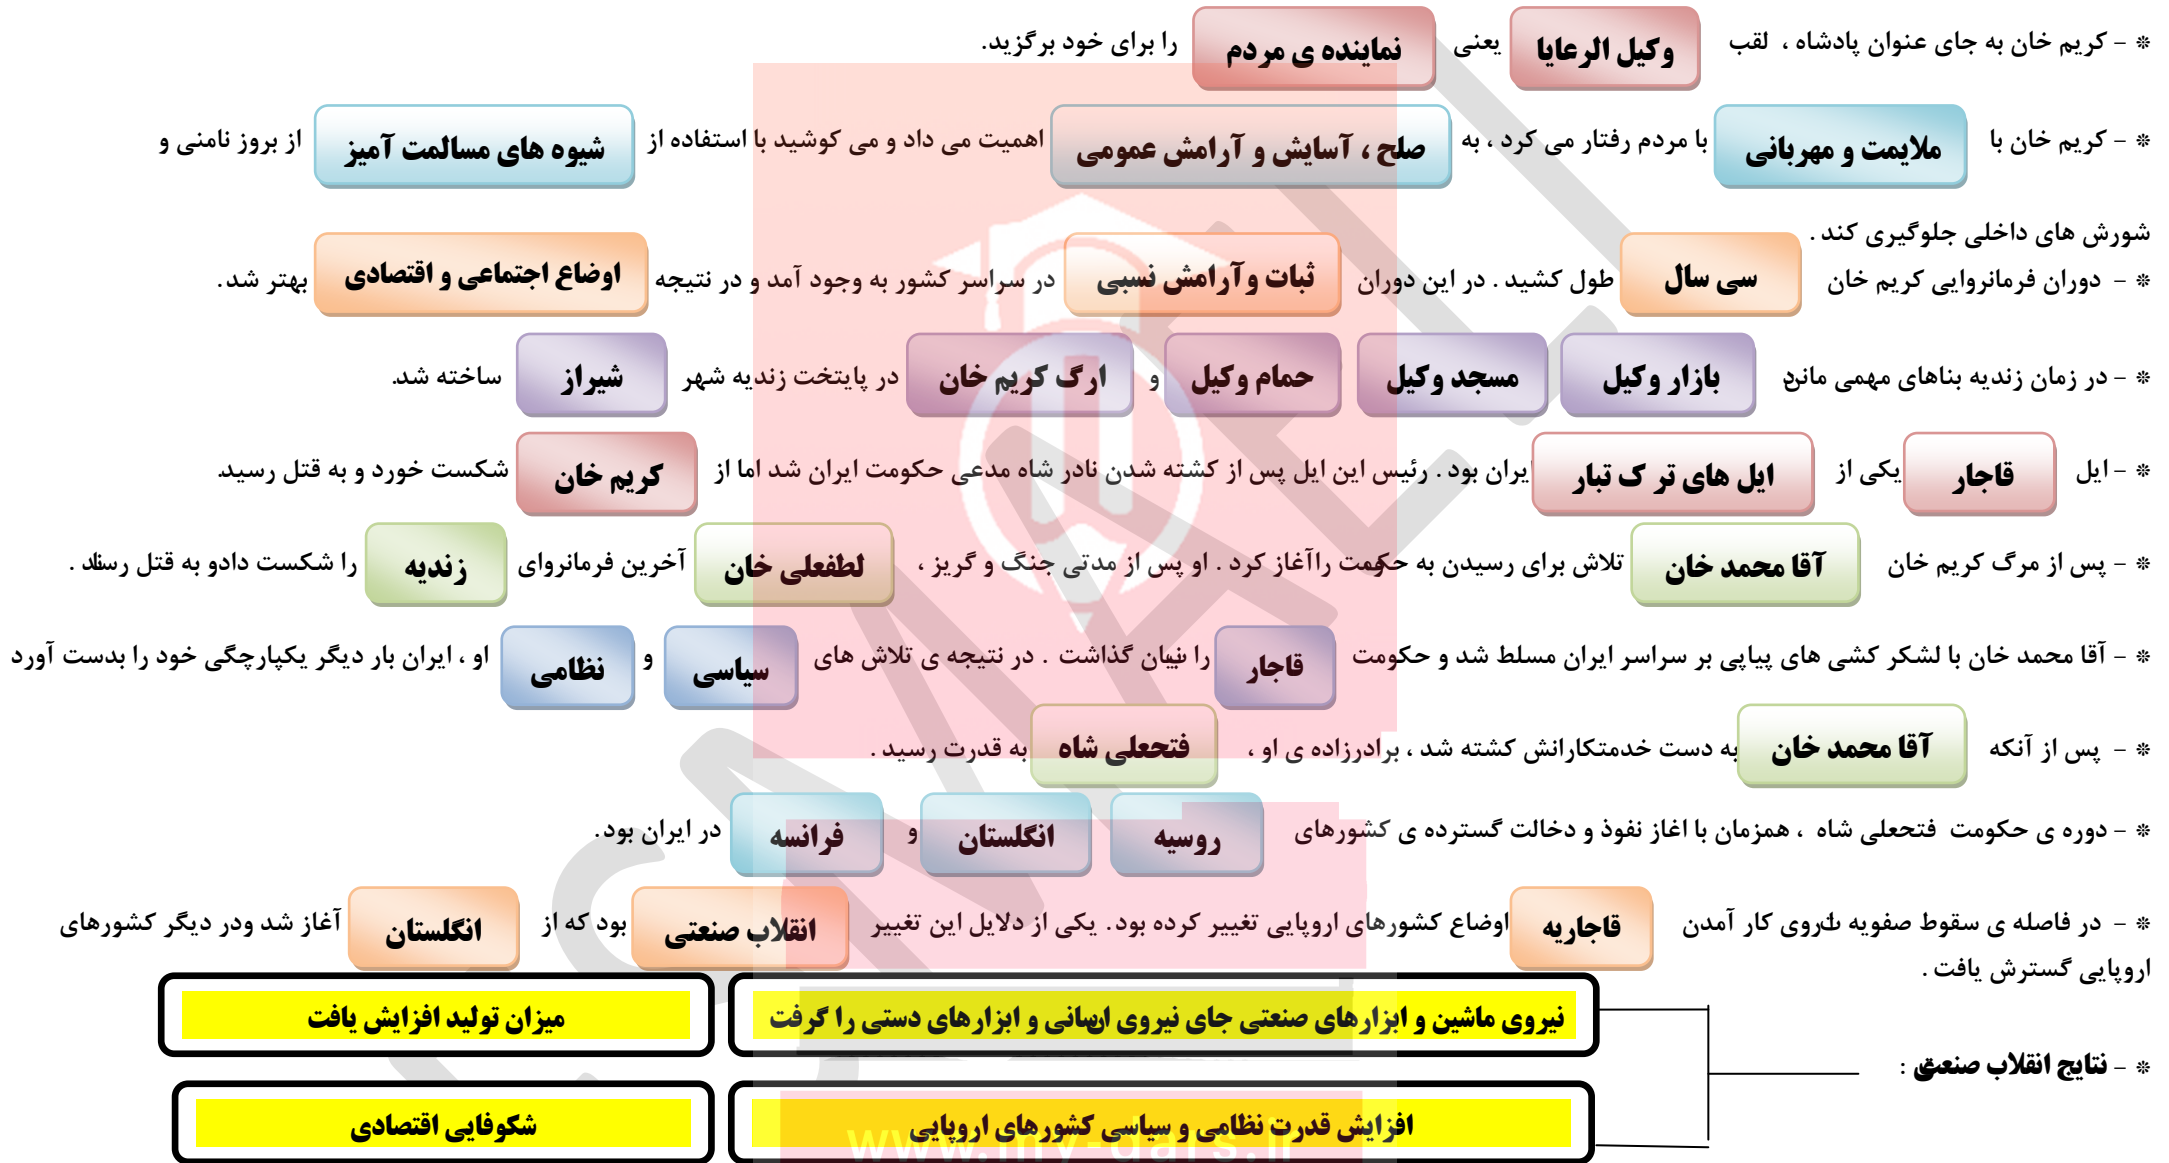 * - کریم خان به جای عنوان پادشاه ، لقب وکیل الرعایا یعنی نماینده ی مردم را برای خود برگزید.
* - کریم خان با ملایمت و مهربانی با مردم رفتار می کرد ، به صلح ، آسایش و آرامش عمومی اهمیت می داد و می کوشید با استفاده از شیوه های مسالمت آمیز از بروز نامنی و
شورش های داخلی جلوگیری کند .
* - دوران فرمانروایی کریم خان سی سال طول کشید . در این دوران ثبات وآرامش نسبی در سراسر کشور به وجود آمد و در نتیجه اوضاع اجتماعی و اقتصادی بهتر شد.
* - در زمان زندیه بناهای مهمی مانند بازار وکیل مسجد وکیل حمام وکیل و ارگ کریم خان در پایتخت زندیه شهر شیراز ساخته شد.
* - ایل قاجار یکی از ایل های تر ک تبار ایران بود . رئیس این ایل پس از کشته شدن نادر شاه مدعی حکومت ایران شد اما از کریم خان شکست خورد و به قتل رسید.
* - پس از مرگ کریم خان آقا محمد خان تلاش برای رسیدن به حکومت راآغاز کرد . او پس از مدتی جنگ و گریز ، لطفعلی خان آخرین فرمانروای زندیه را شکست دادو به قتل رساند .
* - آقا محمد خان با لشکر کشی های پیاپی بر سراسر ایران مسلط شد و حکومت قاجار را بنیان گذاشت . در نتیجه ی تلاش های سیاسی و نظامی او ، ایران بار دیگر یکپارچگی خود را بدست آورد
* - پس از آنکه آقا محمد خان به دست خدمتکارانش کشته شد ، برادرزاده ی او ، فتحعلی شاه به قدرت رسید .
* - دوره ی حکومت فتحعلی شاه ، همزمان با اغاز نفوذ و دخالت گسترده ی کشورهای روسیه انگلستان و فرانسه در ایران بود.
* - در فاصله ی سقوط صفویه تا روی کار آمدن قاجاریه اوضاع کشورهای اروپایی تغییر کرده بود. یکی از دلایل این تغییر انقلاب صنعتی بود که از انگلستان آغاز شد ودر دیگر کشورهای
اروپایی گسترش یافت .
نیروی ماشین و ابزارهای صنعتی جای نیروی انسانی و ابزارهای دستی را گرفت میزان تولید افزایش یافت
* - نتایج انقلاب صنعتی :
افزایش قدرت نظامی و سیاسی کشورهای اروپایی شکوفایی اقتصادی
www.my-dars.ir